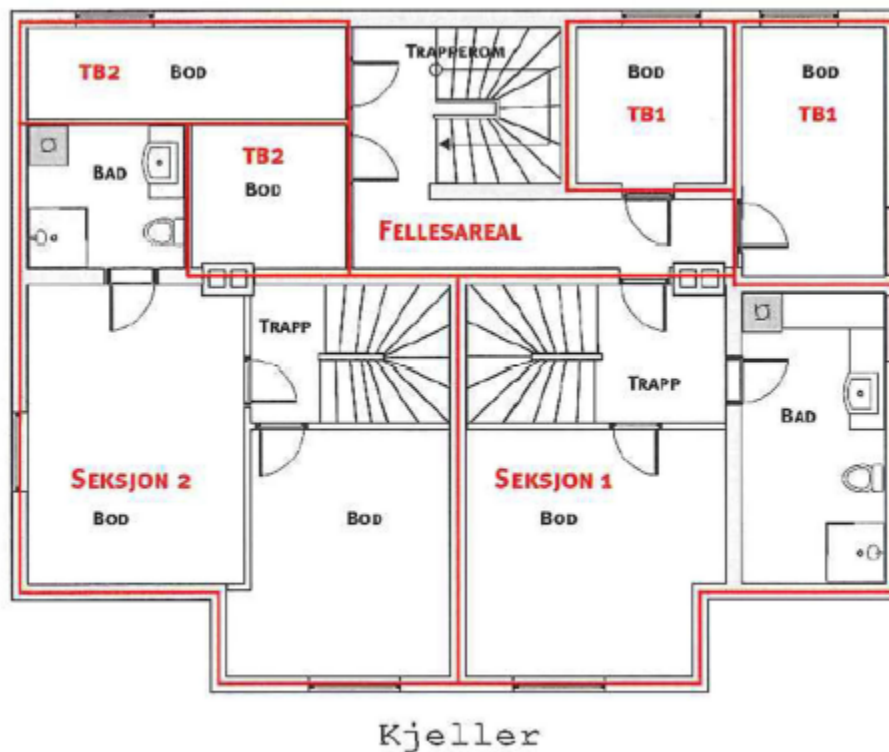 TRAPPEROM
TB2 BOD
BOD
TB1
BOD
TB1
BAD
TB2
BOD
FELLESAREAL
TRAPP
TRAPP
BAD
SEKSJON 2
BOD
BOD
SEKSJON 1
BOD
Kjeller